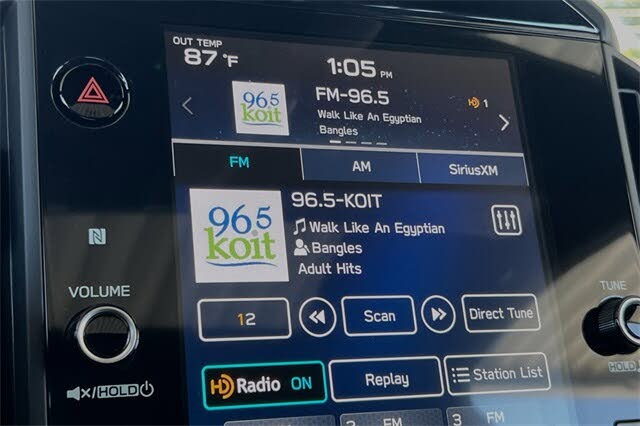 OUT TEMP
87°F
1:05 PM
96.5
koit
FM-96.5
HD 1
Walk Like An Egyptian
Bangles
FM
AM
SiriusXM
96.5
koit
96.5-KOIT
Walk Like An Egyptian
Bangles
Adult Hits
N
VOLUME
TUNE
12
Scan
Direct Tune
HD Radio ON
Replay
Station List
/HOLD
HOLD
2 FM
3 FM